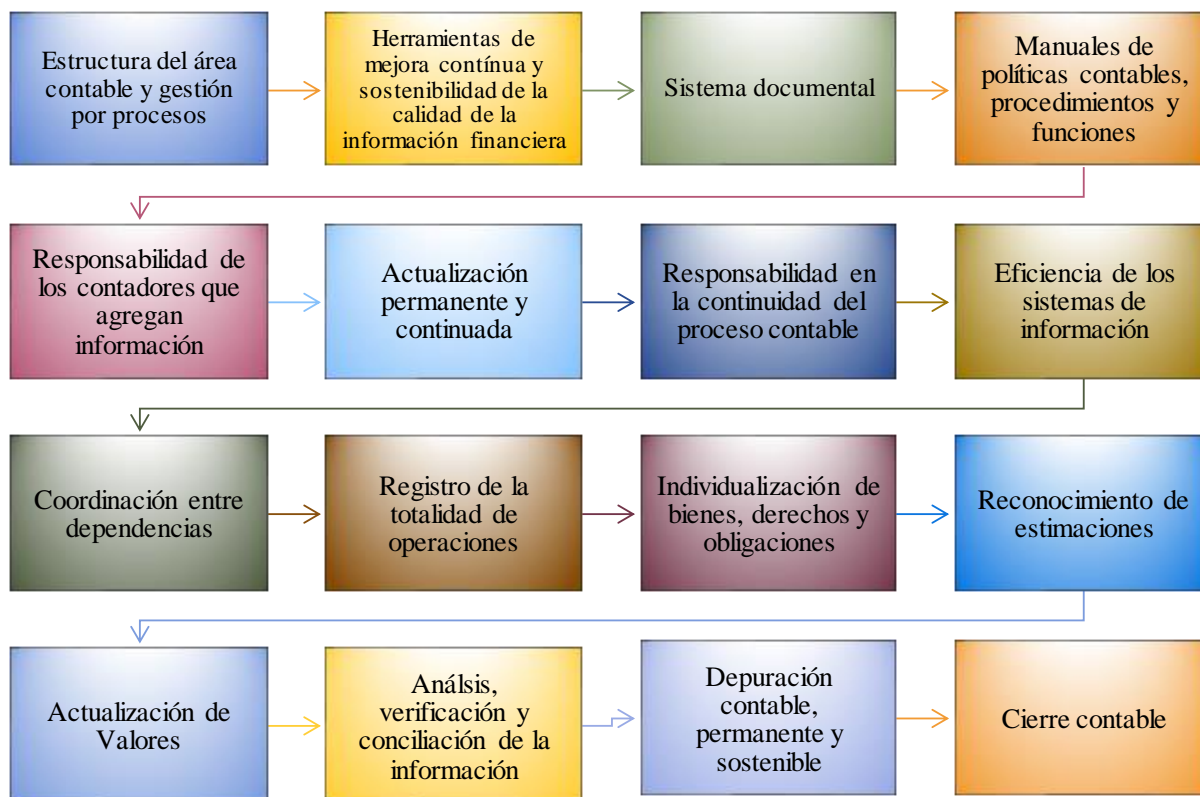 Estructura del área
contable y gestión
por procesos
Herramientas de
mejora contínua y
sostenibilidad de la
calidad de la
información financiera
Sistema documental
Manuales de
políticas contables,
procedimientos y
funciones
Responsabilidad de
los contadores que
agregan
información
Actualización
permanente y
continuada
Responsabilidad en
la continuidad del
proceso contable
Eficiencia de los
sistemas de
información
Coordinación entre
dependencias
Registro de la
totalidad de
operaciones
Individualización de
bienes, derechos y
obligaciones
Reconocimiento de
estimaciones
Actualización de
Valores
Análsis,
verificación y
conciliación de la
información
Depuración
contable,
permanente y
sostenible
Cierre contable